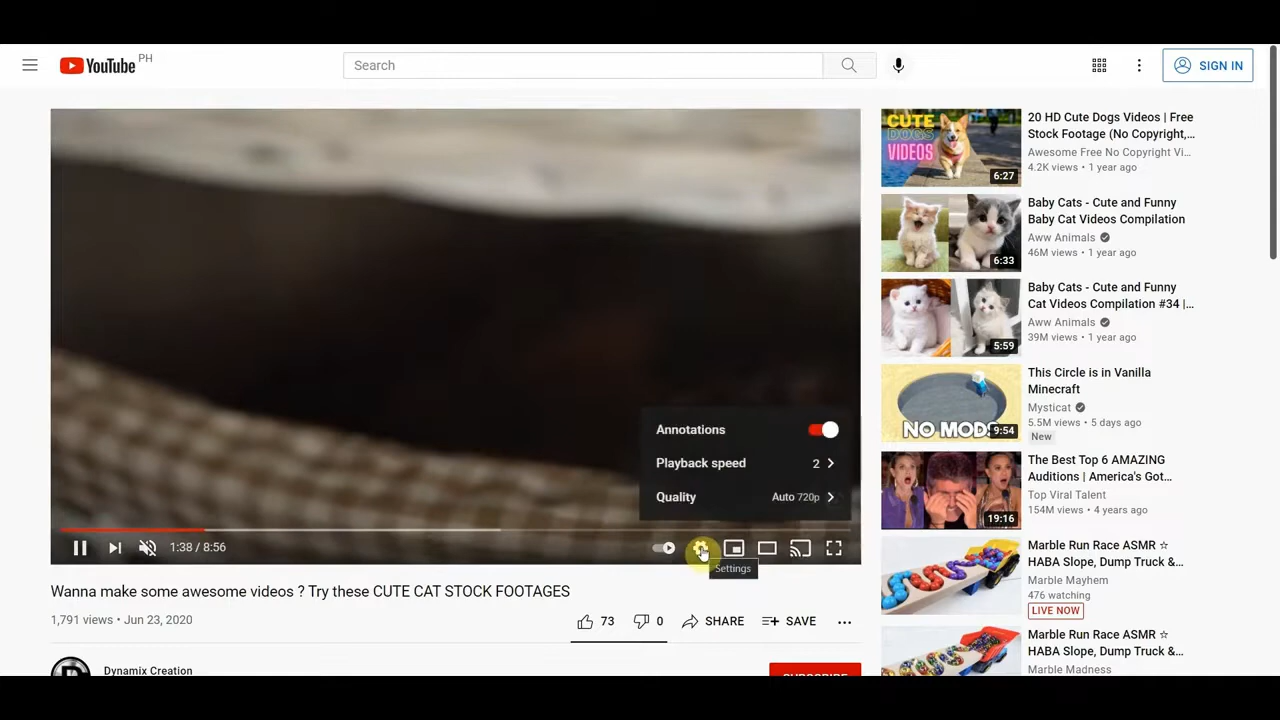 YouTube PH
Search
SIGN IN
Annotations
Playback speed 2
Quality Auto 720p
1:38 / 8:56
Settings
Wanna make some awesome videos ? Try these CUTE CAT STOCK FOOTAGES
1,791 views • Jun 23, 2020
73 0 SHARE SAVE
Dynamix Creation
SUBSCRIBE
CUTE
DOGS
VIDEOS
6:27
20 HD Cute Dogs Videos | Free
Stock Footage (No Copyright,...
Awesome Free No Copyright Vi...
4.2K views • 1 year ago
6:33
Baby Cats - Cute and Funny
Baby Cat Videos Compilation
Aww Animals
46M views • 1 year ago
5:59
Baby Cats - Cute and Funny
Cat Videos Compilation #34 |...
Aww Animals
39M views • 1 year ago
NO MODS
9:54
This Circle is in Vanilla
Minecraft
Mysticat
5.5M views • 5 days ago
New
19:16
The Best Top 6 AMAZING
Auditions | America's Got...
Top Viral Talent
154M views • 4 years ago
Marble Run Race ASMR ☆
HABA Slope, Dump Truck &...
Marble Mayhem
476 watching
LIVE NOW
Marble Run Race ASMR ☆
HABA Slope, Dump Truck &...
Marble Madness